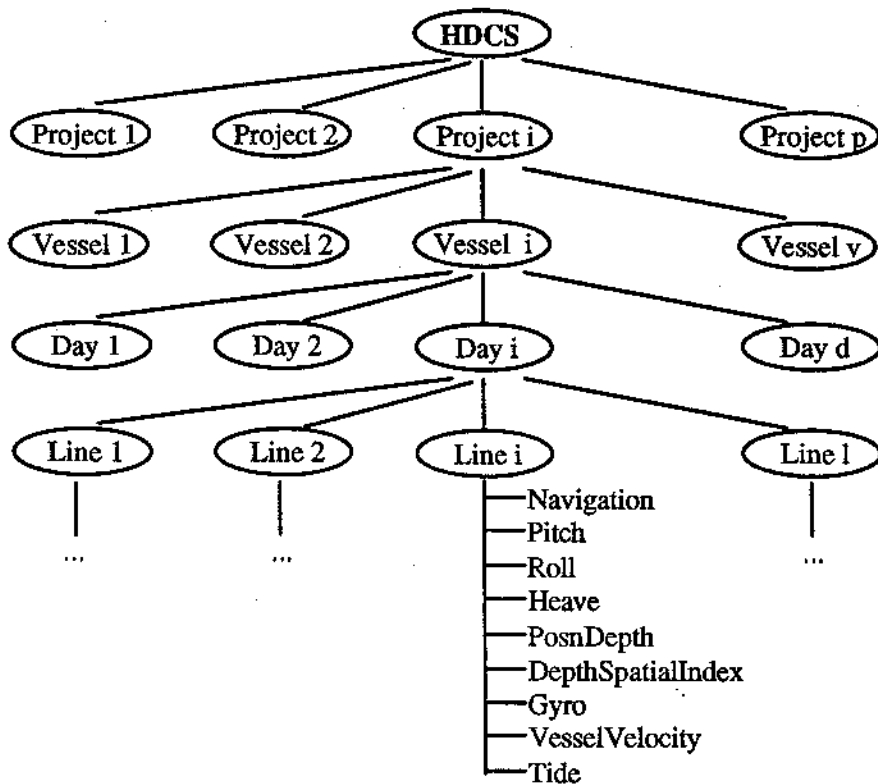 HDCS
Project 1 Project 2 Project i Project p
Vessel 1 Vessel 2 Vessel i Vessel v
Day 1 Day 2 Day i Day d
Line 1 Line 2 Line i Line l
... ... ...
Navigation
Pitch
Roll
Heave
PosnDepth
DepthSpatialIndex
Gyro
VesselVelocity
Tide